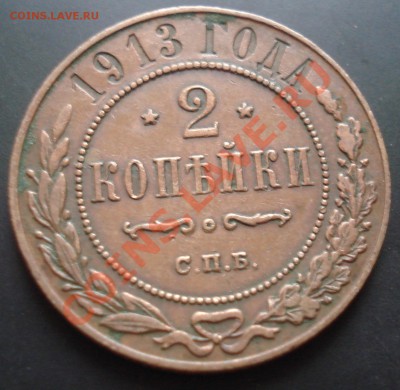 COINS.LAVE.RU
1913 ГОДА
2
КОПѢЙКИ
С.П.Б.
COINS.LAVE.RU